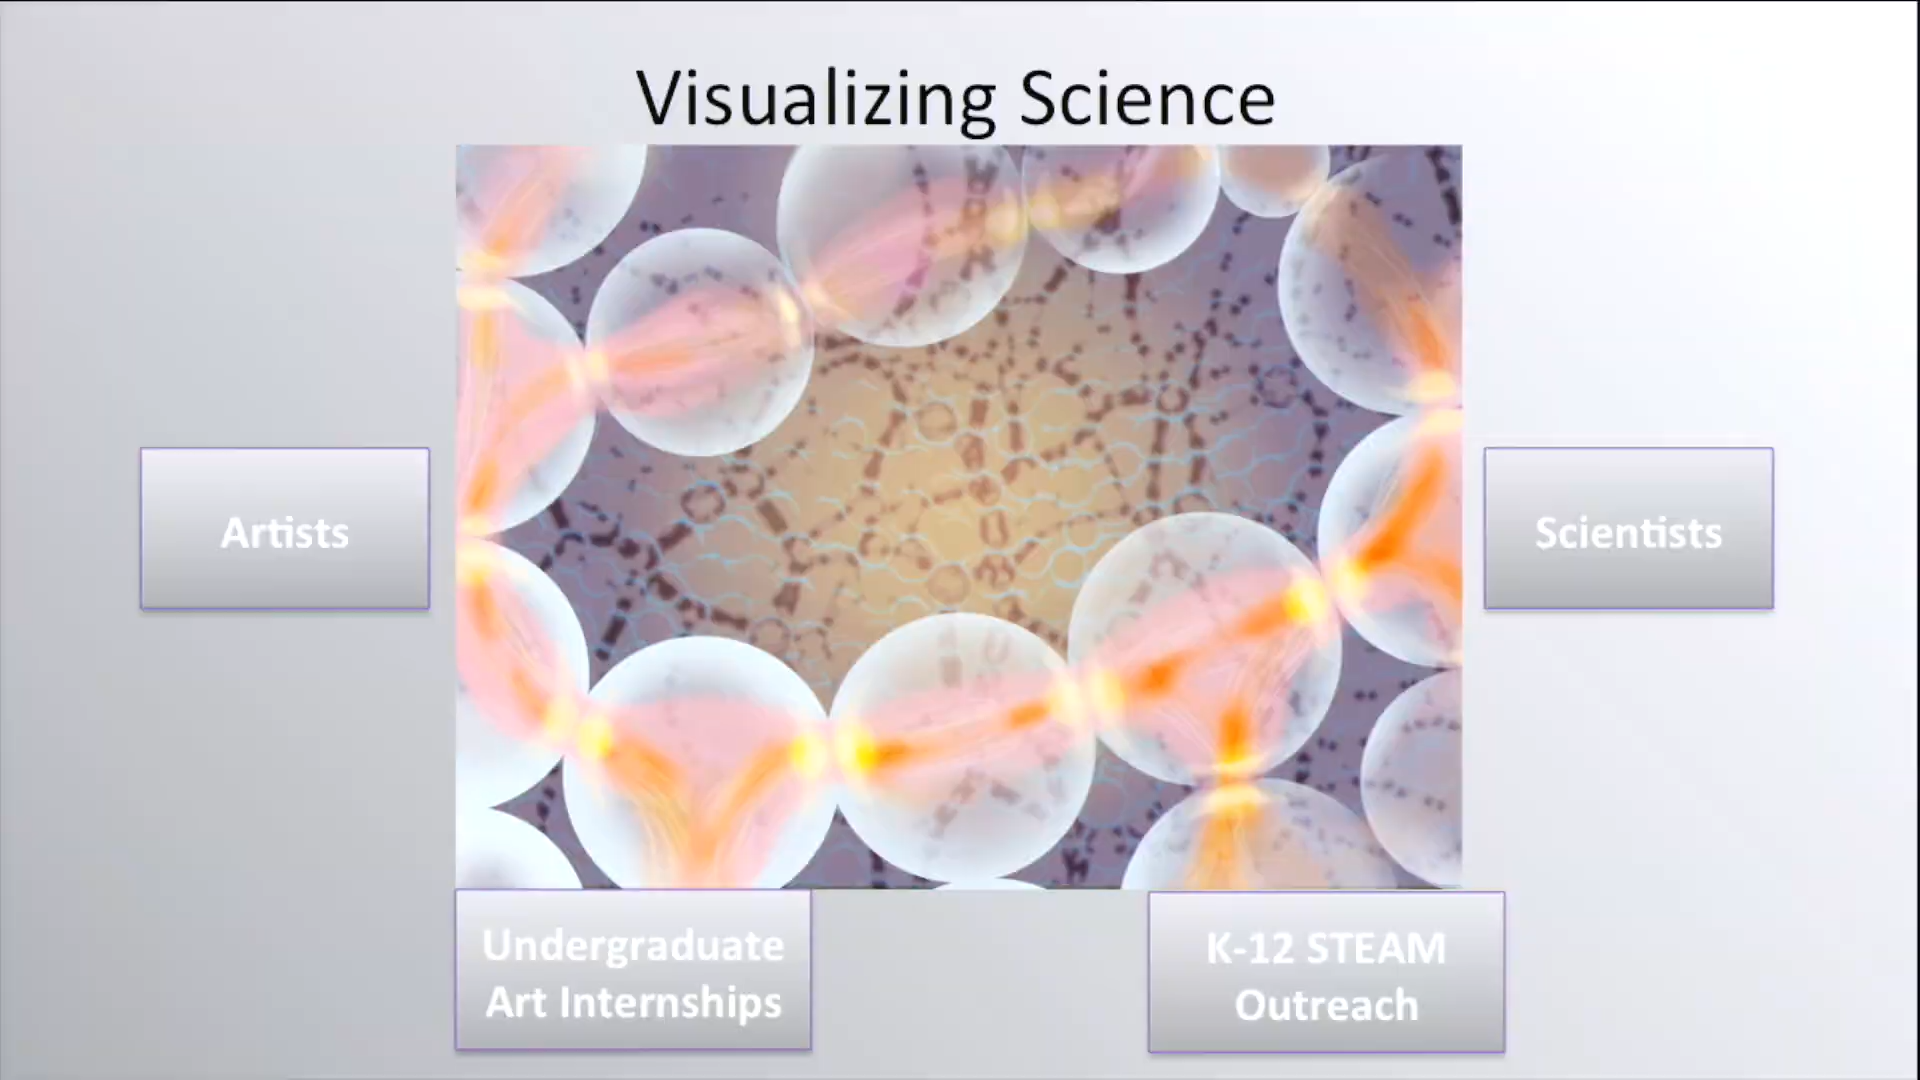 Visualizing Science
Artists
Scientists
Undergraduate
Art Internships
K-12 STEAM
Outreach